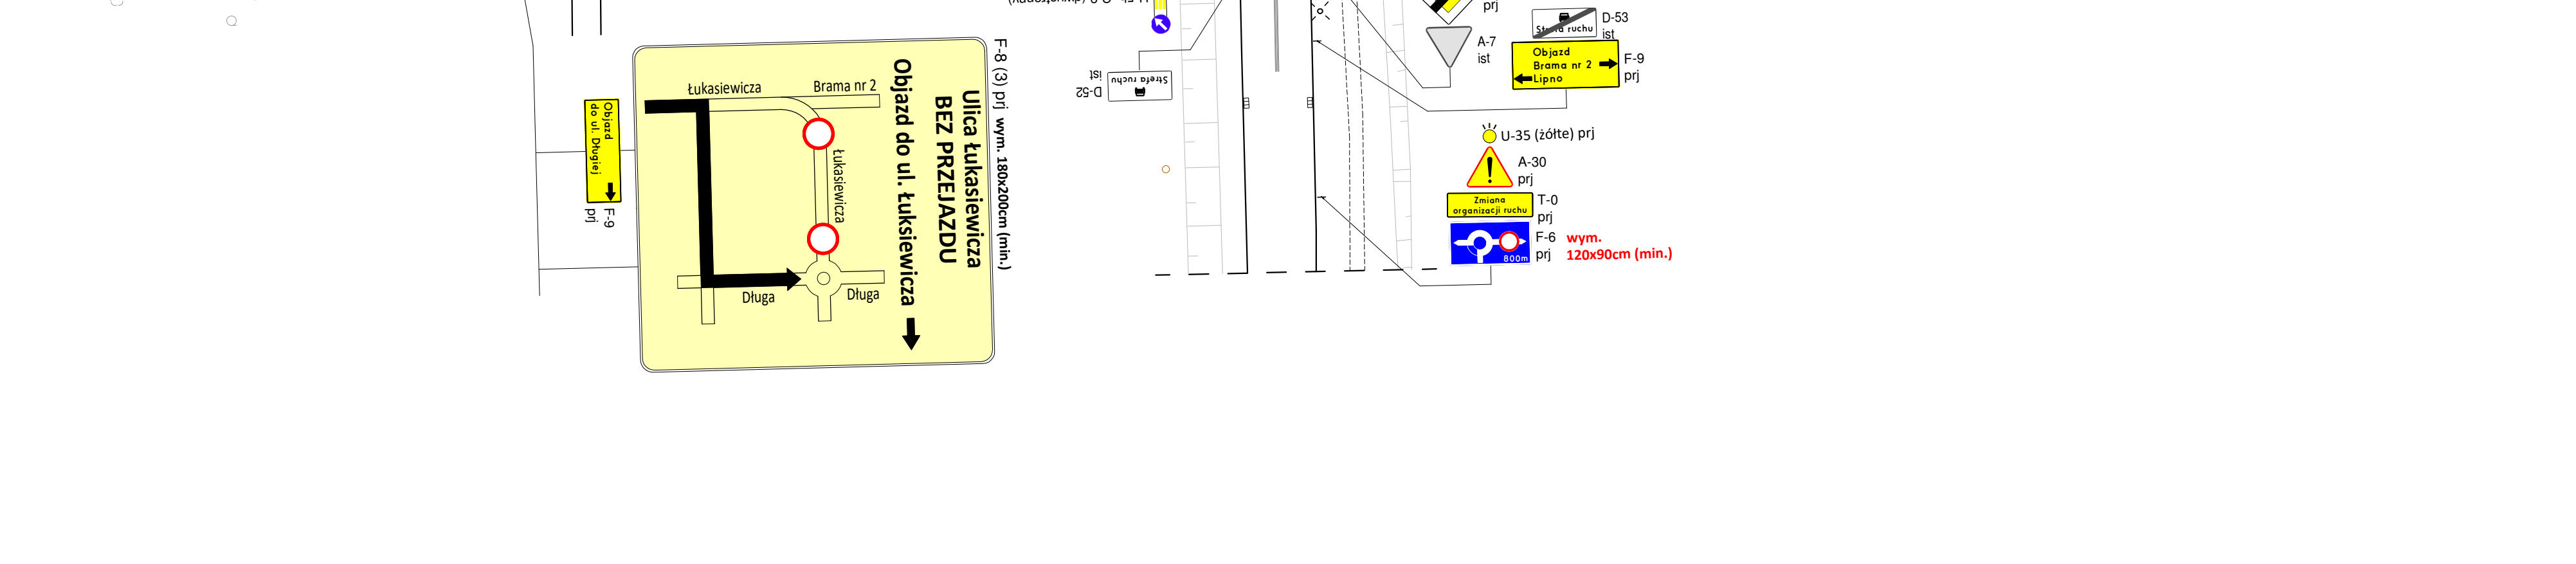 Objazd
do ul. Długiej
F-9
prj
Łukasiewicza
Brama nr 2
Łukasiewicza
Długa
Długa
Ulica Łukasiewicza
BEZ PRZEJAZDU
Objazd do ul. Łuksiewicza
F-8 (3) prj wym. 180x200cm (min.)
Strefa ruchu
D-52
ist
prj
A-7
ist
Strefa ruchu
D-53
ist
Objazd
Brama nr 2
Lipno
F-9
prj
U-35 (żółte) prj
A-30
prj
Zmiana
organizacji ruchu
T-0
prj
800m
F-6
prj
wym.
120x90cm (min.)